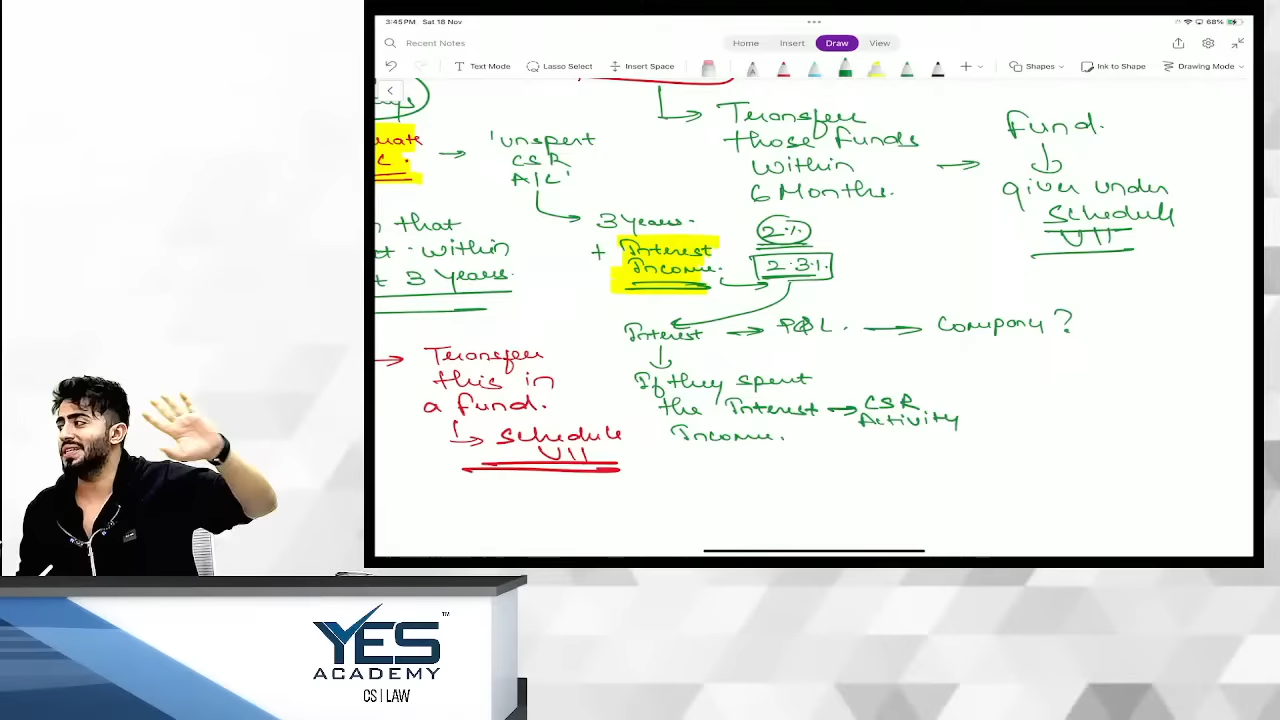 3:45 PM Sat 18 Nov
68%
Recent Notes
Home Insert Draw View
Text Mode Lasso Select Insert Space Shapes Ink to Shape Drawing Mode
'unspent
CSR
A/C'
Transfer
those Funds
Within
6 Months.
Fund.
given under
Schedule
VII
that
within
3 Years.
3 Years.
+ Interest
Income.
2%
2.3%
Interest → P&L. → Company?
If they spent
the Interest → CSR Activity
Income.
Transfer
this in
a fund.
Schedule
VII
YES
TM
ACADEMY
CS | LAW